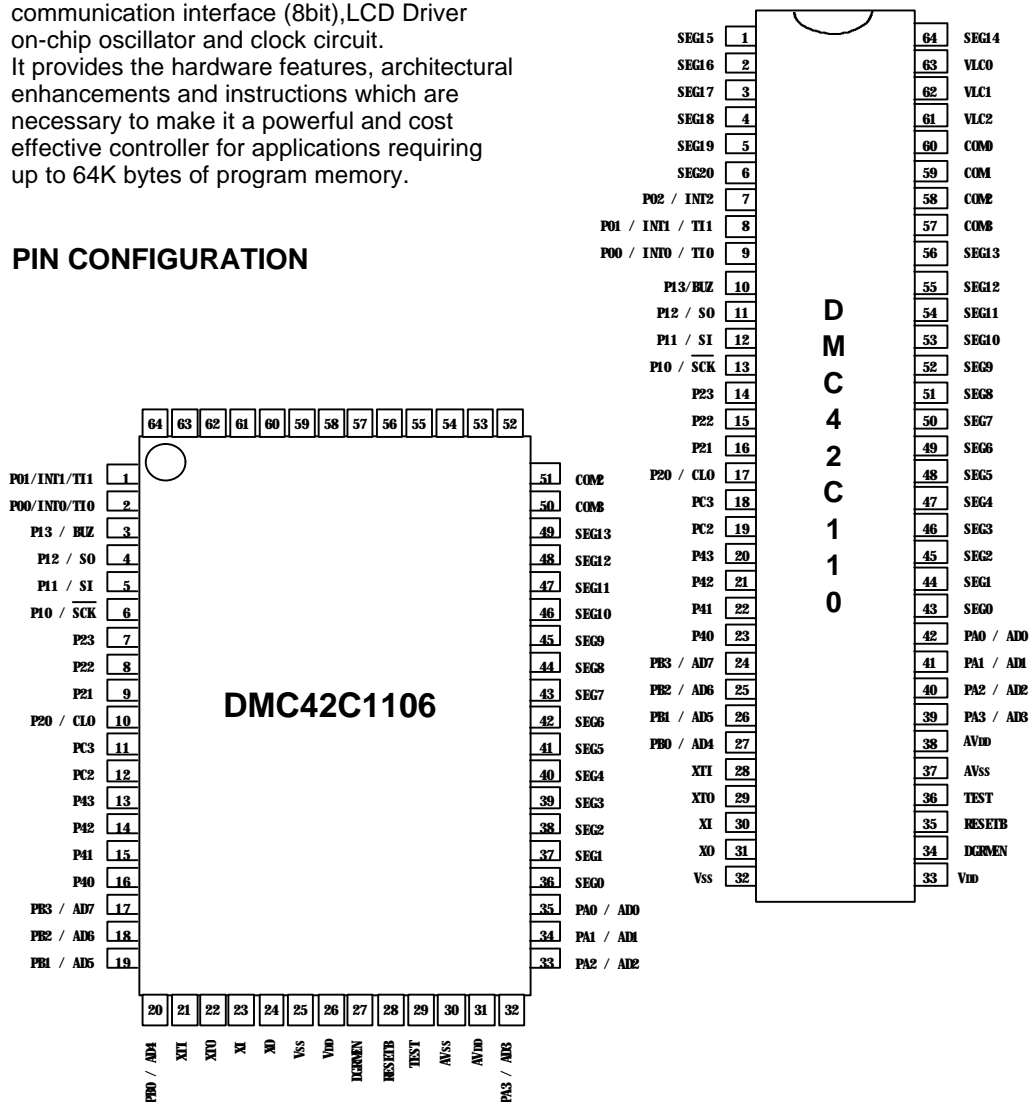 communication interface (8bit),LCD Driver
on-chip oscillator and clock circuit.
It provides the hardware features, architectural
enhancements and instructions which are
necessary to make it a powerful and cost
effective controller for applications requiring
up to 64K bytes of program memory.
PIN CONFIGURATION
64 63 62 61 60 59 58 57 56 55 54 53 52
P01/INT1/TI1 1
P00/INT0/TI0 2
P13 / BUZ 3
P12 / SO 4
P11 / SI 5
P10 / SCK 6
P23 7
P22 8
P21 9
P20 / CLO 10
PC3 11
PC2 12
P43 13
P42 14
P41 15
P40 16
PB3 / AD7 17
PB2 / AD6 18
PB1 / AD5 19
DMC42C1106
51 COM2
50 COM3
49 SEG13
48 SEG12
47 SEG11
46 SEG10
45 SEG9
44 SEG8
43 SEG7
42 SEG6
41 SEG5
40 SEG4
39 SEG3
38 SEG2
37 SEG1
36 SEG0
35 PA0 / AD0
34 PA1 / AD1
33 PA2 / AD2
20 21 22 23 24 25 26 27 28 29 30 31 32
PB0 / AD4
XTI
XTO
XI
XO
VSS
VDD
DGRMEN
RESETB
TEST
AVSS
AVDD
PA3 / AD3
SEG15 1
SEG16 2
SEG17 3
SEG18 4
SEG19 5
SEG20 6
P02 / INT2 7
P01 / INT1 / TI1 8
P00 / INT0 / TI0 9
P13/BUZ 10
P12 / SO 11
P11 / SI 12
P10 / SCK 13
P23 14
P22 15
P21 16
P20 / CLO 17
PC3 18
PC2 19
P43 20
P42 21
P41 22
P40 23
PB3 / AD7 24
PB2 / AD6 25
PB1 / AD5 26
PB0 / AD4 27
XTI 28
XTO 29
XI 30
XO 31
VSS 32
D
M
C
4
2
C
1
1
0
64 SEG14
63 VLC0
62 VLC1
61 VLC2
60 COM0
59 COM1
58 COM2
57 COM3
56 SEG13
55 SEG12
54 SEG11
53 SEG10
52 SEG9
51 SEG8
50 SEG7
49 SEG6
48 SEG5
47 SEG4
46 SEG3
45 SEG2
44 SEG1
43 SEG0
42 PA0 / AD0
41 PA1 / AD1
40 PA2 / AD2
39 PA3 / AD3
38 AVDD
37 AVSS
36 TEST
35 RESETB
34 DGRMEN
33 VDD